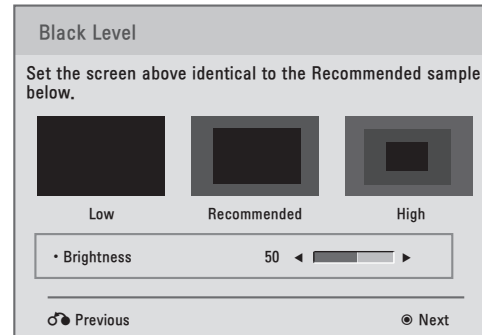 Black Level
Set the screen above identical to the Recommended sample
below.
Low Recommended High
• Brightness 50 ◄ ►
Previous ◉ Next